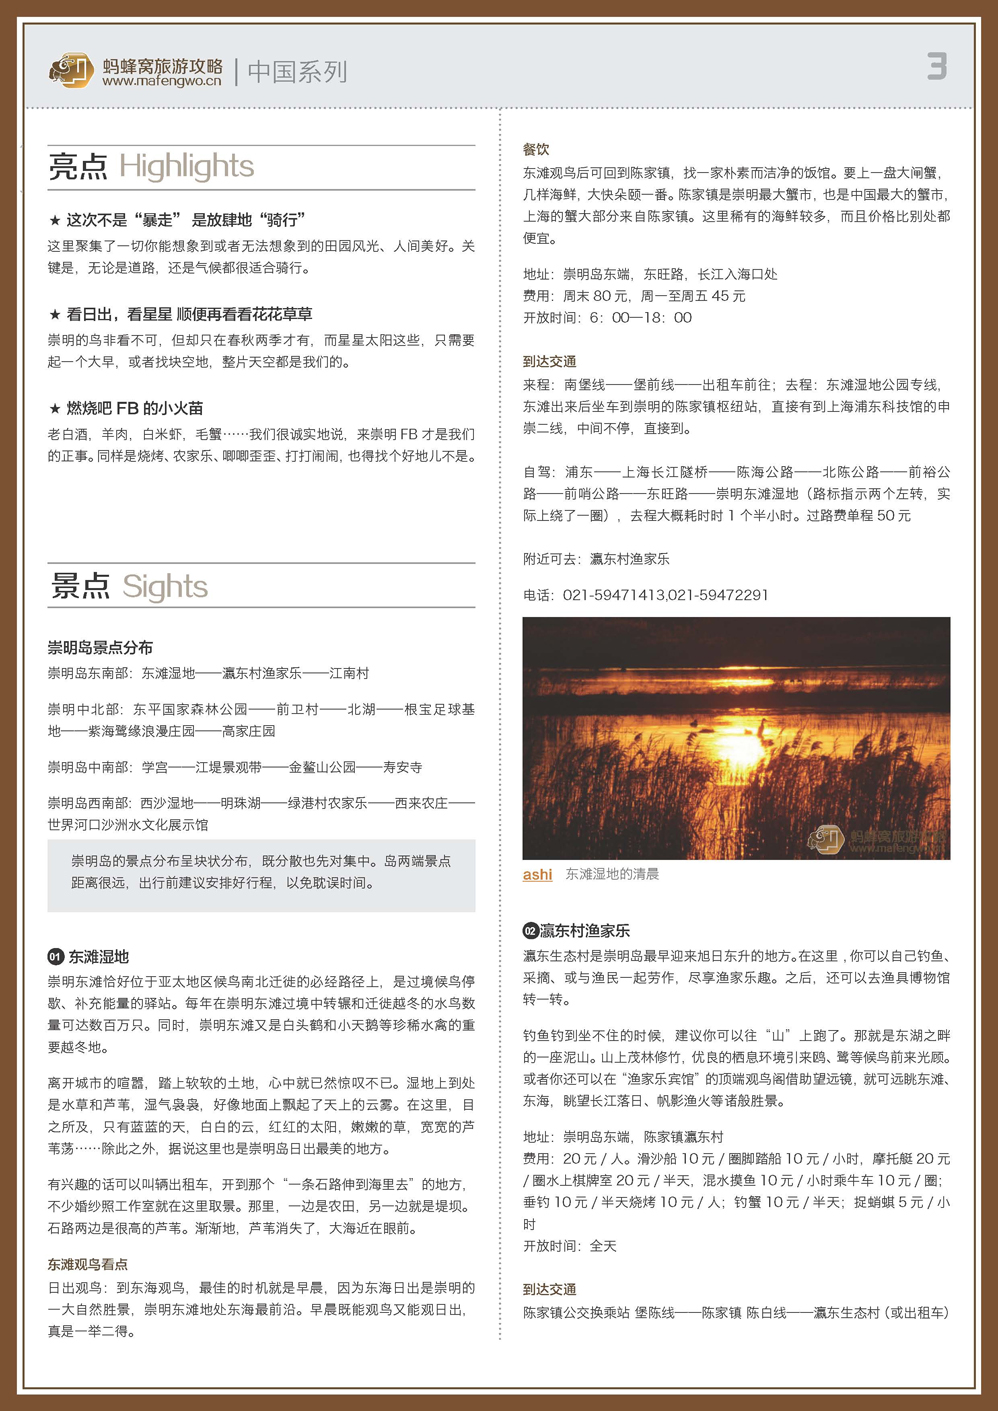 蚂蜂窝旅游攻略
www.mafengwo.cn
中国系列
3
亮点 Highlights
★ 这次不是“暴走” 是放肆地“骑行”
这里聚集了一切你能想象到或者无法想象到的田园风光、人间美好。关
键是，无论是道路，还是气候都很适合骑行。
★ 看日出，看星星 顺便再看看花花草草
崇明的鸟非看不可，但却只在春秋两季才有，而星星太阳这些，只需要
起一个大早，或者找块空地，整片天空都是我们的。
★ 燃烧吧 FB 的小火苗
老白酒，羊肉，白米虾，毛蟹……我们很诚实地说，来崇明 FB 才是我们
的正事。同样是烧烤、农家乐、唧唧歪歪、打打闹闹，也得找个好地儿不是。
景点 Sights
崇明岛景点分布
崇明岛东南部：东滩湿地——瀛东村渔家乐——江南村
崇明中北部：东平国家森林公园——前卫村——北湖——根宝足球基
地——紫海鹭缘浪漫庄园——高家庄园
崇明岛中南部：学宫——江堤景观带——金鳌山公园——寿安寺
崇明岛西南部：西沙湿地——明珠湖——绿港村农家乐——西来农庄——
世界河口沙洲水文化展示馆
崇明岛的景点分布呈块状分布，既分散也先对集中。岛两端景点
距离很远，出行前建议安排好行程，以免耽误时间。
01 东滩湿地
崇明东滩恰好位于亚太地区候鸟南北迁徙的必经路径上，是过境候鸟停
歇、补充能量的驿站。每年在崇明东滩过境中转辗和迁徙越冬的水鸟数
量可达数百万只。同时，崇明东滩又是白头鹤和小天鹅等珍稀水禽的重
要越冬地。
离开城市的喧嚣，踏上软软的土地，心中就已然惊叹不已。湿地上到处
是水草和芦苇，湿气袅袅，好像地面上飘起了天上的云雾。在这里，目
之所及，只有蓝蓝的天，白白的云，红红的太阳，嫩嫩的草，宽宽的芦
苇荡……除此之外，据说这里也是崇明岛日出最美的地方。
有兴趣的话可以叫辆出租车，开到那个“一条石路伸到海里去”的地方，
不少婚纱照工作室就在这里取景。那里，一边是农田，另一边就是堤坝。
石路两边是很高的芦苇。渐渐地，芦苇消失了，大海近在眼前。
东滩观鸟看点
日出观鸟：到东海观鸟，最佳的时机就是早晨，因为东海日出是崇明的
一大自然胜景，崇明东滩地处东海最前沿。早晨既能观鸟又能观日出，
真是一举二得。
餐饮
东滩观鸟后可回到陈家镇，找一家朴素而洁净的饭馆。要上一盘大闸蟹，
几样海鲜，大快朵颐一番。陈家镇是崇明最大蟹市，也是中国最大的蟹市，
上海的蟹大部分来自陈家镇。这里稀有的海鲜较多，而且价格比别处都
便宜。
地址：崇明岛东端，东旺路，长江入海口处
费用：周末 80 元，周一至周五 45 元
开放时间：6：00—18：00
到达交通
来程：南堡线——堡前线——出租车前往；去程：东滩湿地公园专线，
东滩出来后坐车到崇明的陈家镇枢纽站，直接有到上海浦东科技馆的申
崇二线，中间不停，直接到。
自驾：浦东——上海长江隧桥——陈海公路——北陈公路——前裕公
路——前哨公路——东旺路——崇明东滩湿地（路标指示两个左转，实
际上绕了一圈），去程大概耗时时 1 个半小时。过路费单程 50 元
附近可去：瀛东村渔家乐
电话：021-59471413,021-59472291
蚂蜂窝旅游攻略
www.mafengwo.cn
ashi 东滩湿地的清晨
02 瀛东村渔家乐
瀛东生态村是崇明岛最早迎来旭日东升的地方。在这里 , 你可以自己钓鱼、
采摘、或与渔民一起劳作，尽享渔家乐趣。之后，还可以去渔具博物馆
转一转。
钓鱼钓到坐不住的时候，建议你可以往“山”上跑了。那就是东湖之畔
的一座泥山。山上茂林修竹，优良的栖息环境引来鸥、鹭等候鸟前来光顾。
或者你还可以在“渔家乐宾馆”的顶端观鸟阁借助望远镜，就可远眺东滩、
东海，眺望长江落日、帆影渔火等诸般胜景。
地址：崇明岛东端，陈家镇瀛东村
费用：20 元 / 人。滑沙船 10 元 / 圈脚踏船 10 元 / 小时，摩托艇 20 元
/ 圈水上棋牌室 20 元 / 半天，混水摸鱼 10 元 / 小时乘牛车 10 元 / 圈；
垂钓 10 元 / 半天烧烤 10 元 / 人；钓蟹 10 元 / 半天；捉蛸蜞 5 元 / 小
时
开放时间：全天
到达交通
陈家镇公交换乘站 堡陈线——陈家镇 陈白线——瀛东生态村（或出租车）